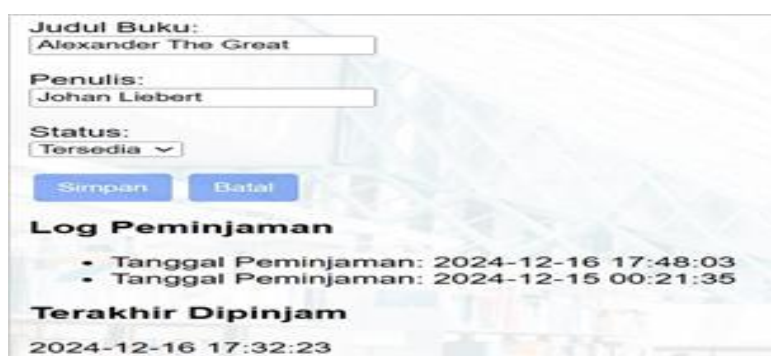 Judul Buku:
Alexander The Great
Penulis:
Johan Liebert
Status:
Tersedia
Simpan Batal
Log Peminjaman
• Tanggal Peminjaman: 2024-12-16 17:48:03
• Tanggal Peminjaman: 2024-12-15 00:21:35
Terakhir Dipinjam
2024-12-16 17:32:23